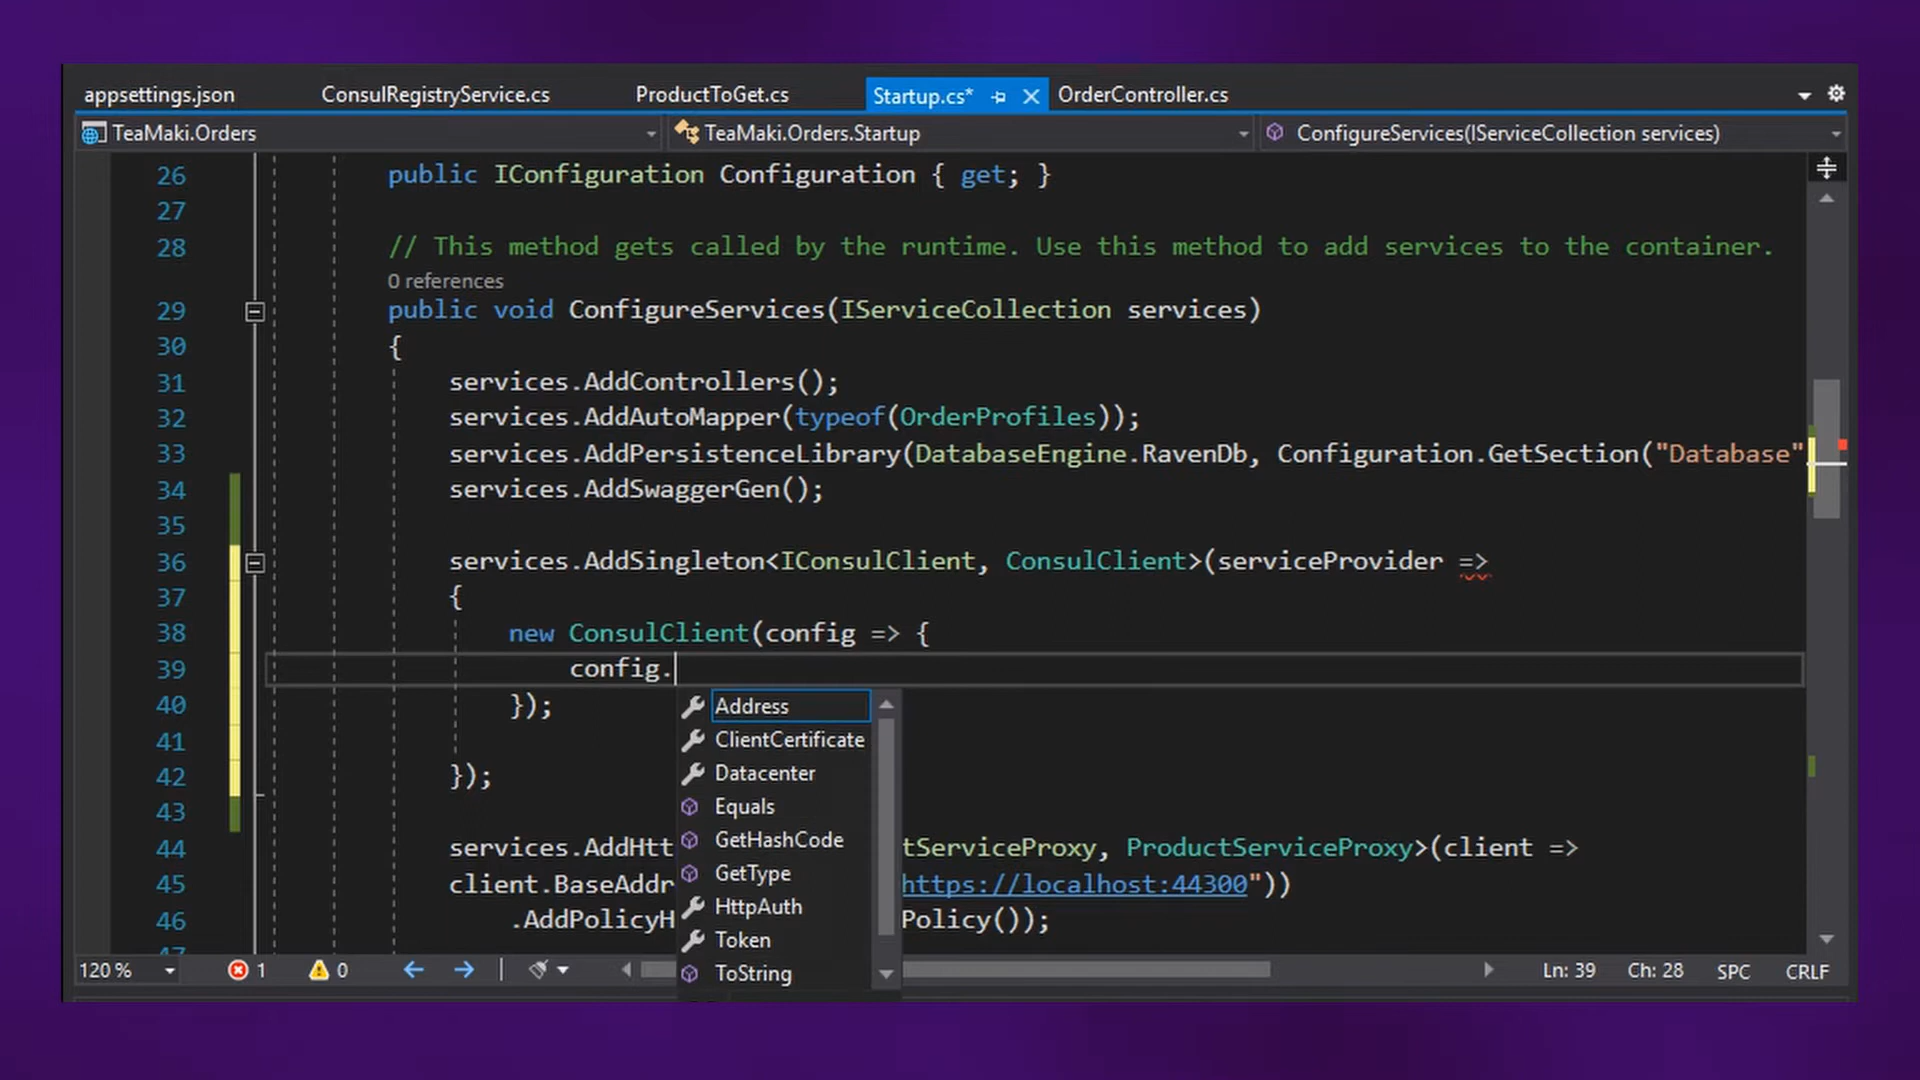 appsettings.json ConsulRegistryService.cs ProductToGet.cs Startup.cs* OrderController.cs
TeaMaki.Orders TeaMaki.Orders.Startup ConfigureServices(IServiceCollection services)
26 public IConfiguration Configuration { get; }
27
28 // This method gets called by the runtime. Use this method to add services to the container.
0 references
29 public void ConfigureServices(IServiceCollection services)
30 {
31 services.AddControllers();
32 services.AddAutoMapper(typeof(OrderProfiles));
33 services.AddPersistenceLibrary(DatabaseEngine.RavenDb, Configuration.GetSection("Database"
34 services.AddSwaggerGen();
35
36 services.AddSingleton<IConsulClient, ConsulClient>(serviceProvider =>
37 {
38 new ConsulClient(config => {
39 config.
40 });
41
42 });
43
44 services.AddHtt tServiceProxy, ProductServiceProxy>(client =>
45 client.BaseAddr https://localhost:44300"))
46 .AddPolicyH Policy());
47
Address
ClientCertificate
Datacenter
Equals
GetHashCode
GetType
HttpAuth
Token
ToString
120 % 1 0 Ln: 39 Ch: 28 SPC CRLF